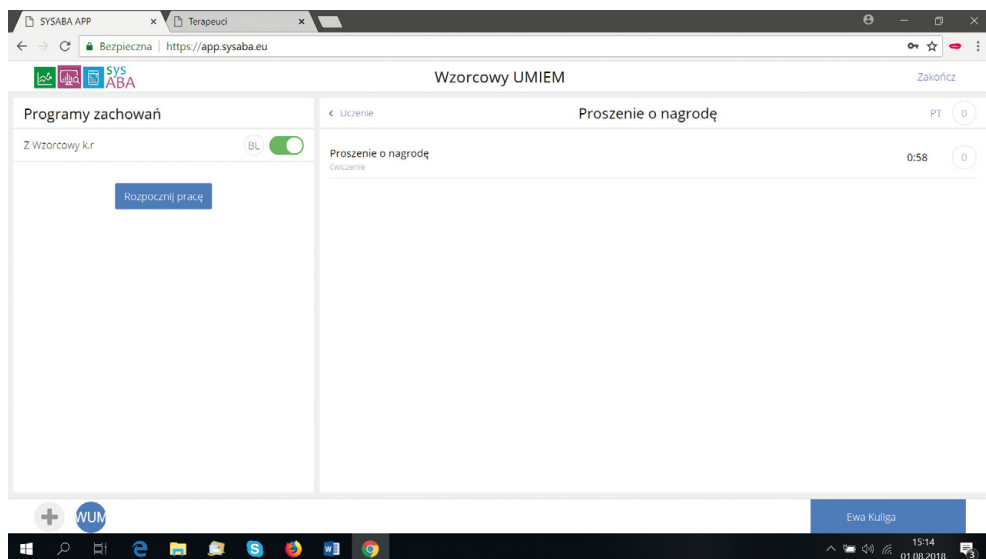 SYSABA APP
Terapeuci
Bezpieczna https://app.sysaba.eu
sys
ABA
Wzorcowy UMIEM
Zakończ
Programy zachowań
Z Wzorcowy k.r
BL
Rozpocznij pracę
Uczenie
Proszenie o nagrodę
PT 0
Proszenie o nagrodę
ćwiczenie
0:58 0
WUM
Ewa Kuliga
15:14
01.08.2018
3